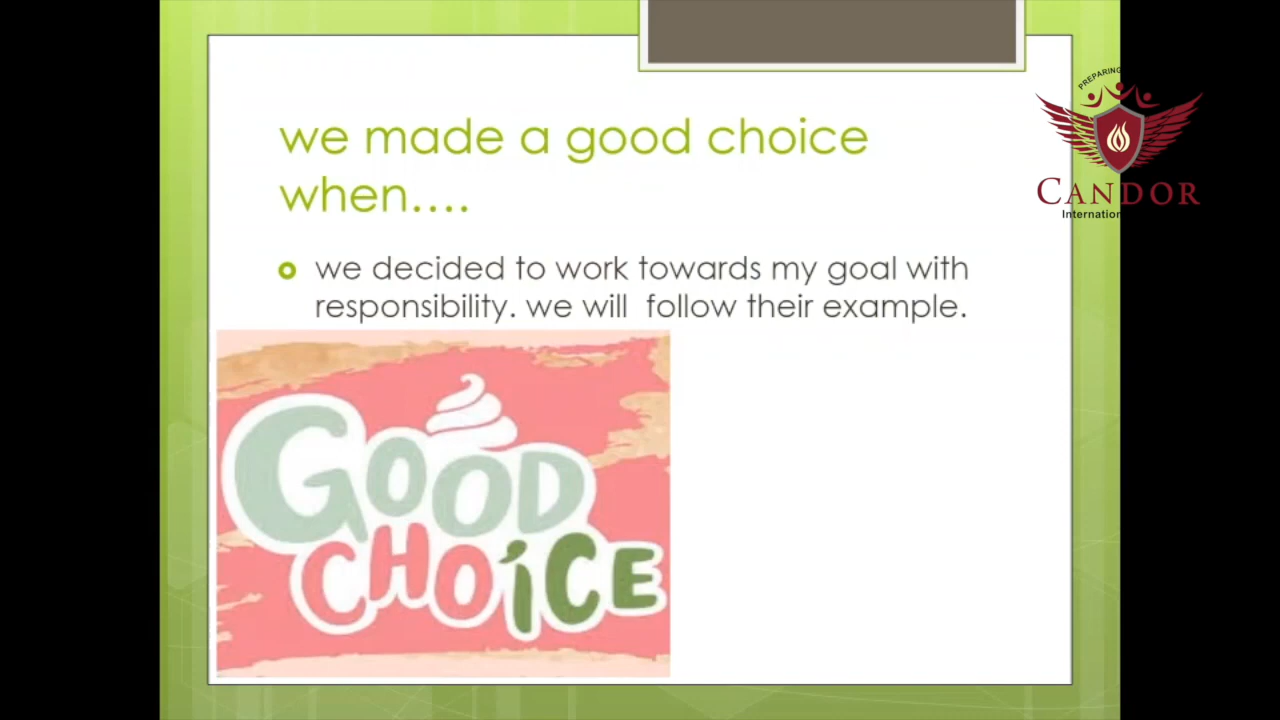 we made a good choice
when....
we decided to work towards my goal with
responsibility. we will  follow their example.
GOOD
CHOiCE
PREPARING
CANDOR
Internation